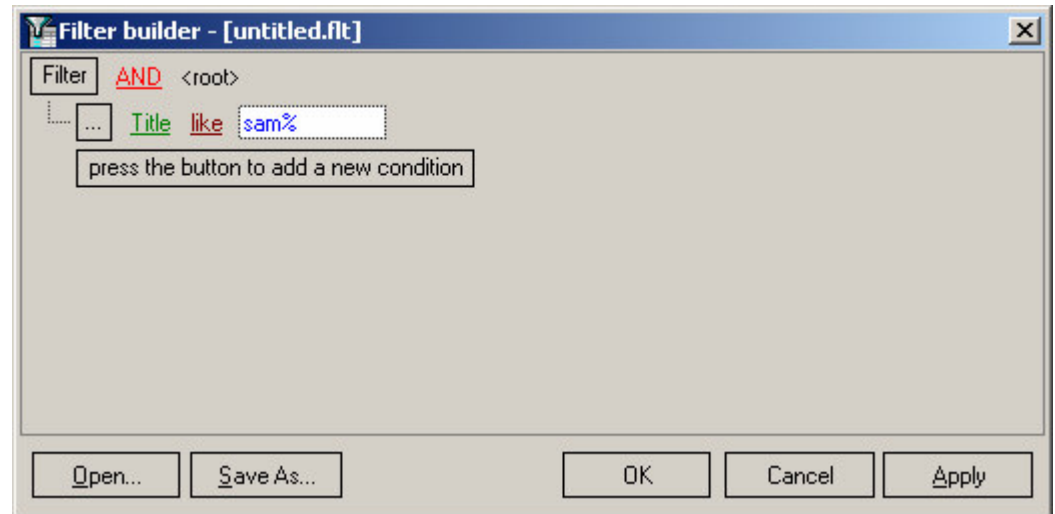 Filter builder - [untitled.flt]
Filter AND <root>
... Title like sam%
press the button to add a new condition
Open... Save As... OK Cancel Apply